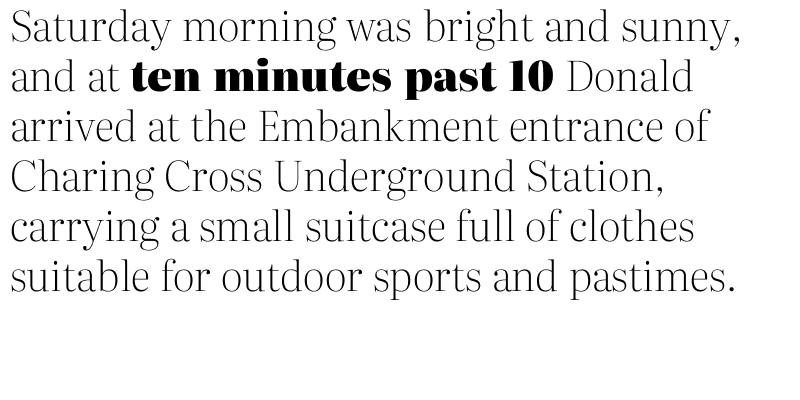 Saturday morning was bright and sunny,
and at ten minutes past 10 Donald
arrived at the Embankment entrance of
Charing Cross Underground Station,
carrying a small suitcase full of clothes
suitable for outdoor sports and pastimes.